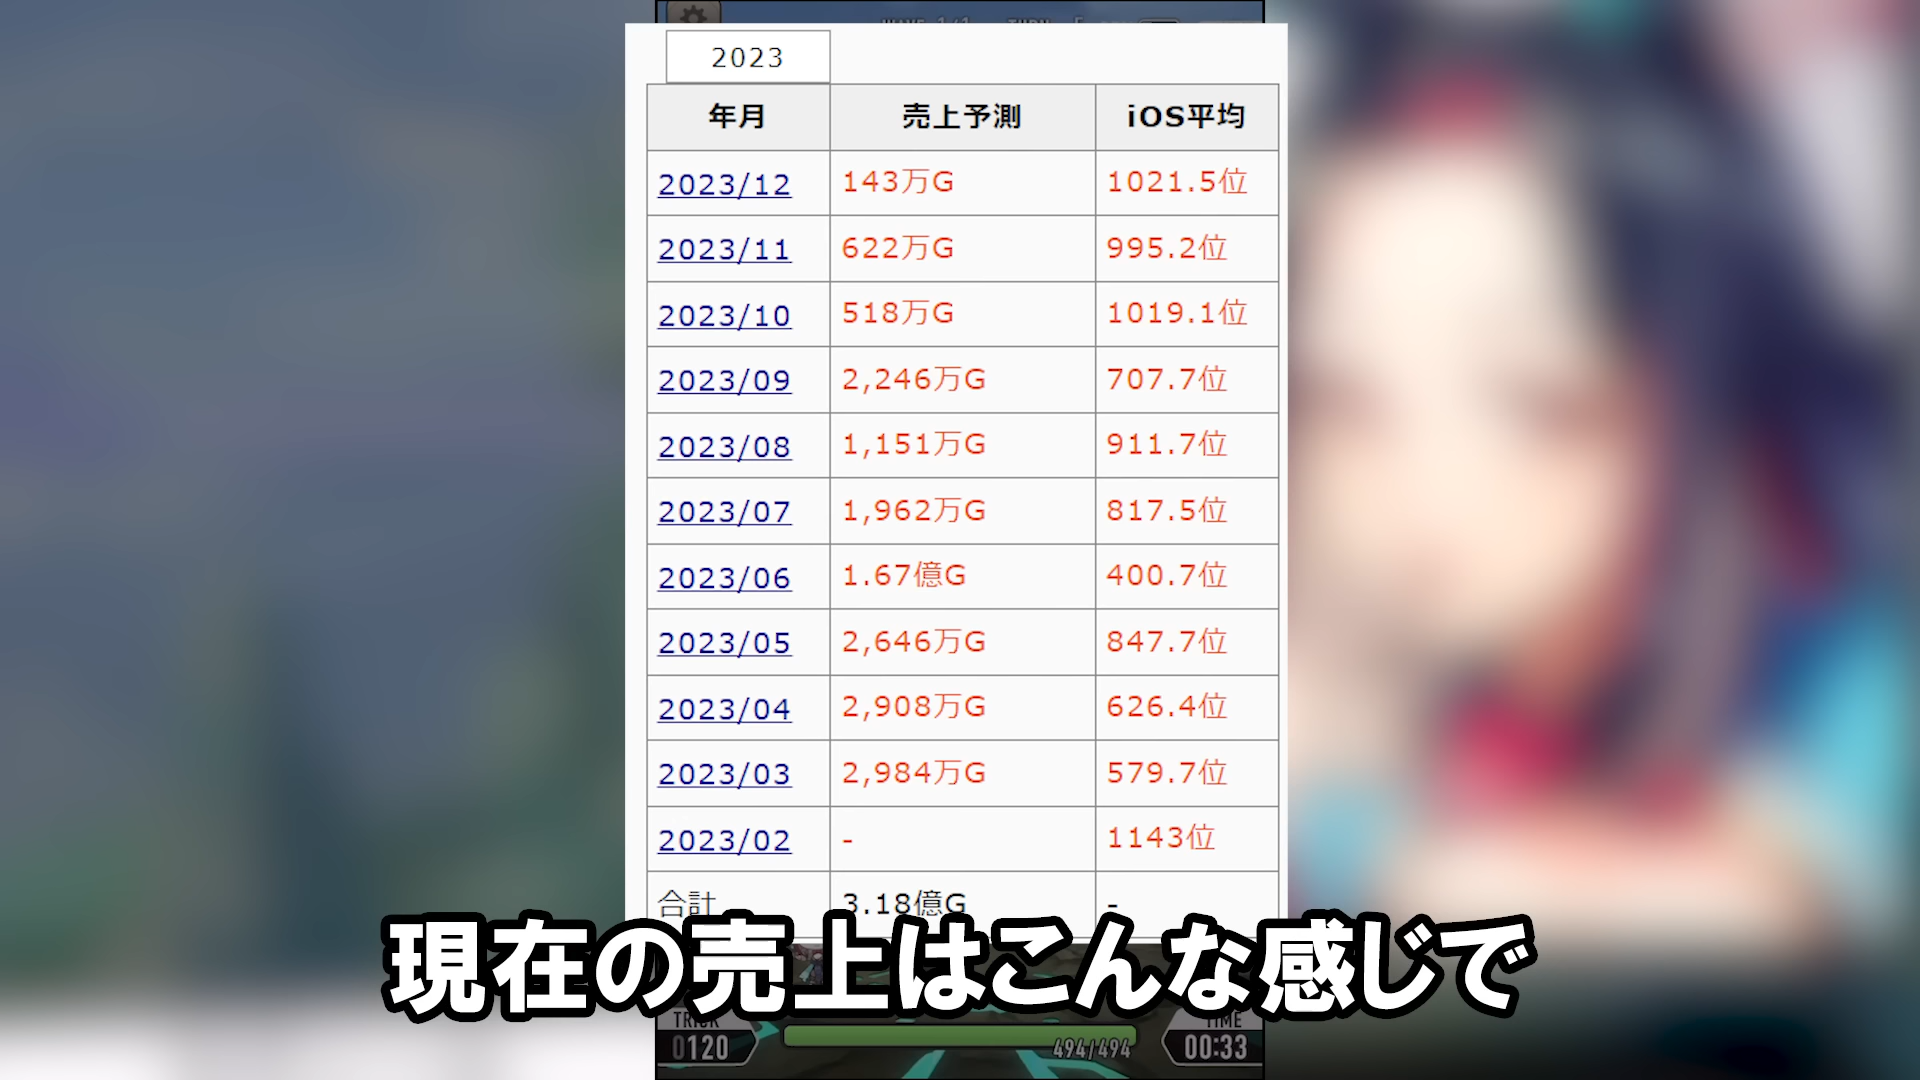 WAVE 1/1 TURN
2023
年月 売上予測 iOS平均
2023/12 143万G 1021.5位
2023/11 622万G 995.2位
2023/10 518万G 1019.1位
2023/09 2,246万G 707.7位
2023/08 1,151万G 911.7位
2023/07 1,962万G 817.5位
2023/06 1.67億G 400.7位
2023/05 2,646万G 847.7位
2023/04 2,908万G 626.4位
2023/03 2,984万G 579.7位
2023/02 - 1143位
合計 3.18億G -
現在の売上はこんな感じで
TRICK TIME
0120 494/494 00:33